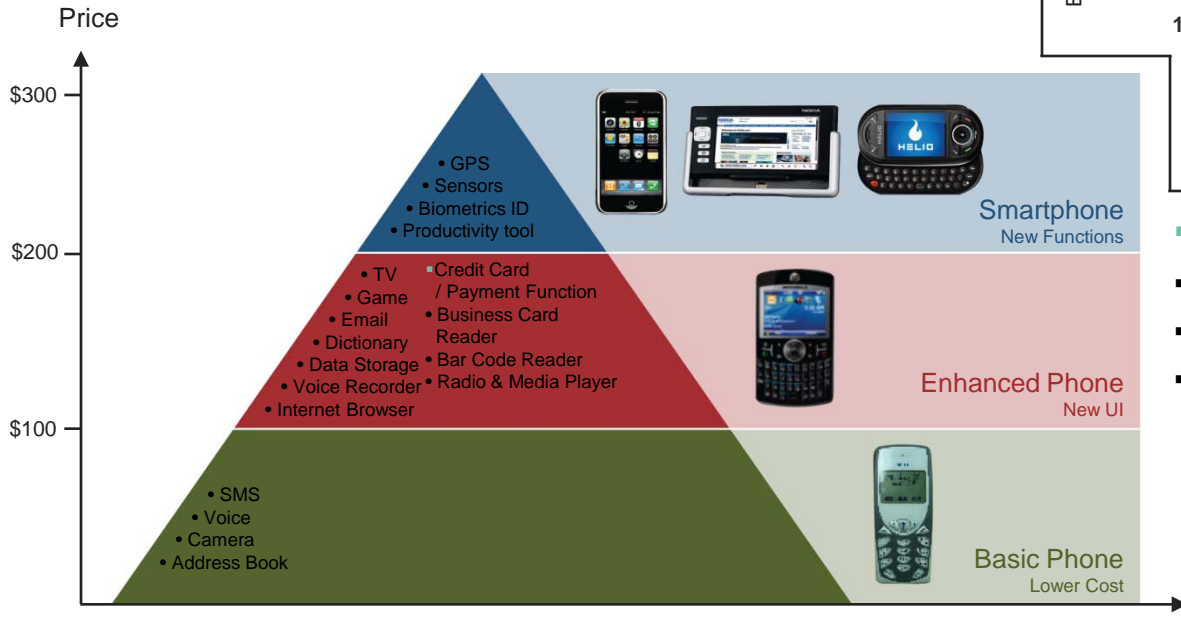 Price
1
$300
• GPS
• Sensors
• Biometrics ID
• Productivity tool
NOKIA
HELIO
Smartphone
New Functions
$200
• TV
• Game
• Email
• Dictionary
• Data Storage
• Voice Recorder
• Internet Browser
▪Credit Card
/ Payment Function
• Business Card
Reader
• Bar Code Reader
• Radio & Media Player
Enhanced Phone
New UI
$100
• SMS
• Voice
• Camera
• Address Book
Basic Phone
Lower Cost